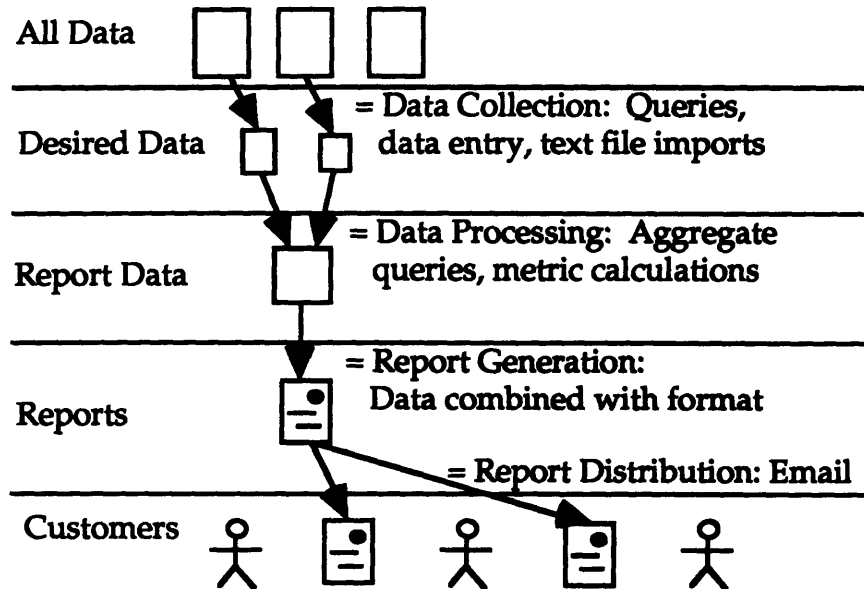 All Data
= Data Collection: Queries,
Desired Data
data entry, text file imports
= Data Processing: Aggregate
Report Data
queries, metric calculations
= Report Generation:
Reports
Data combined with format
= Report Distribution: Email
Customers